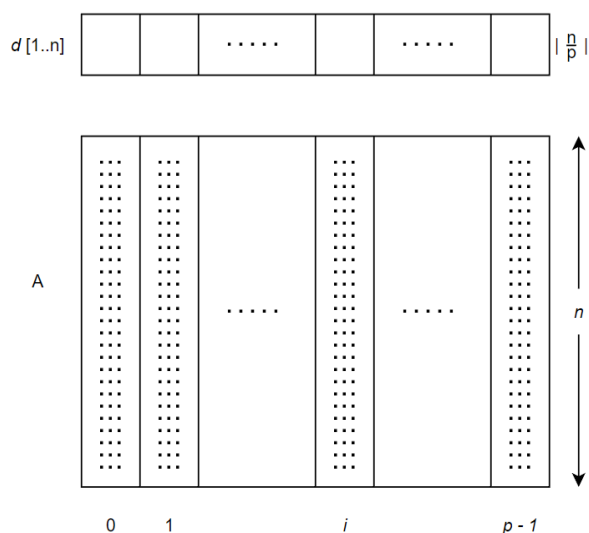 d [1..n] ..... ..... | n/p |
A ..... ..... n
0 1 i p - 1